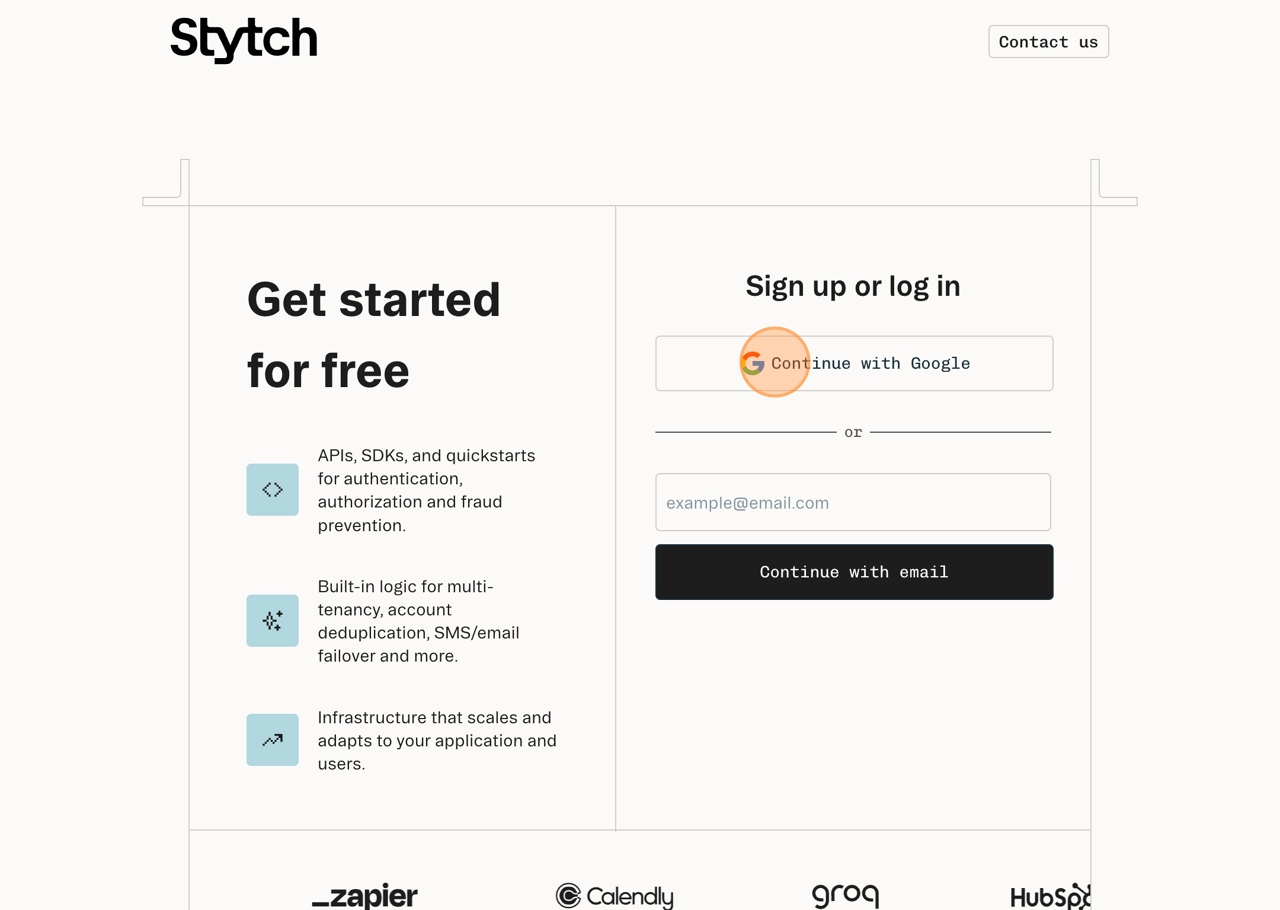 Stytch
Contact us
Get started
for free
APIs, SDKs, and quickstarts
for authentication,
authorization and fraud
prevention.
Built-in logic for multi-
tenancy, account
deduplication, SMS/email
failover and more.
Infrastructure that scales and
adapts to your application and
users.
Sign up or log in
Continue with Google
or
example@email.com
Continue with email
_zapier
Calendly
groq
HubSpo